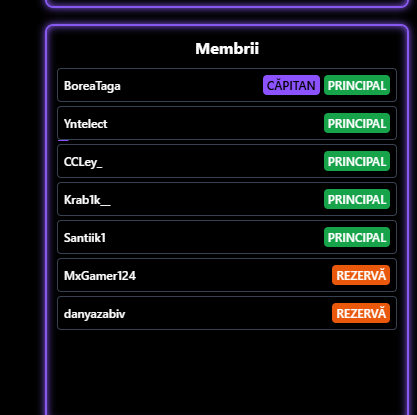 Membrii
BoreaTaga CĂPITAN PRINCIPAL
Yntelect PRINCIPAL
CCLey_ PRINCIPAL
Krab1k__ PRINCIPAL
Santiik1 PRINCIPAL
MxGamer124 REZERVĂ
danyazabiv REZERVĂ